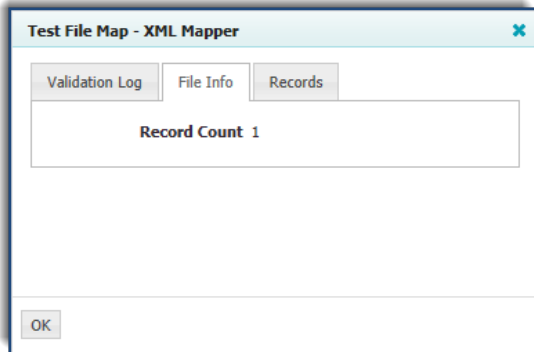 Test File Map - XML Mapper
Validation Log File Info Records
Record Count 1
OK